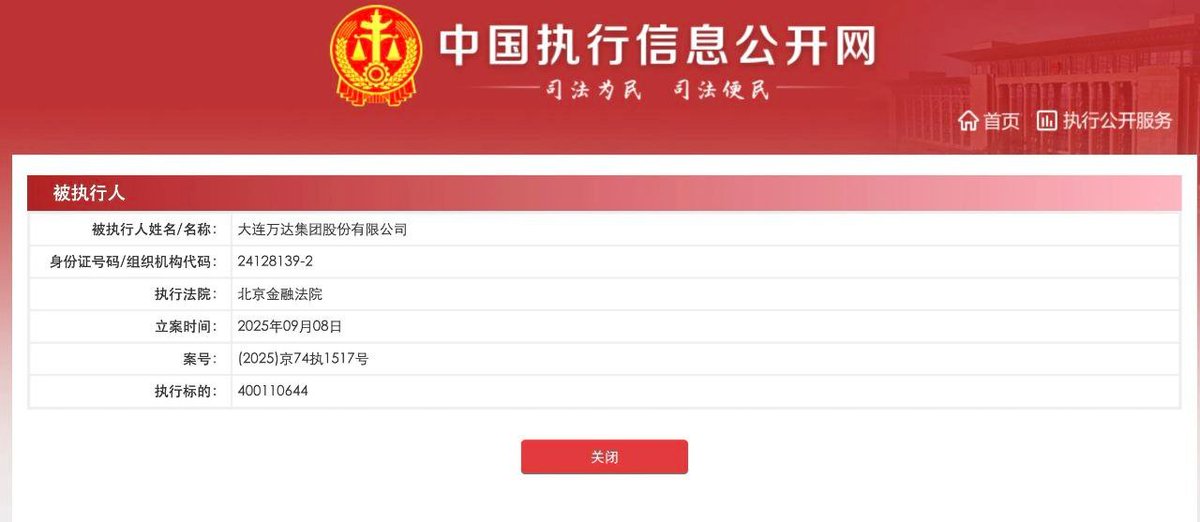 中国执行信息公开网
司法为民 司法便民
首页 执行公开服务
被执行人
被执行人姓名/名称： 大连万达集团股份有限公司
身份证号码/组织机构代码： 24128139-2
执行法院： 北京金融法院
立案时间： 2025年09月08日
案号： (2025)京74执1517号
执行标的： 400110644
关闭